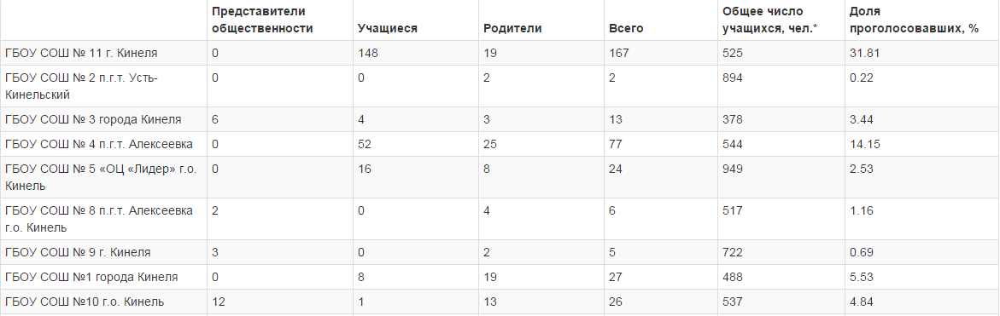 Представители общественности Учащиеся Родители Всего Общее число учащихся, чел.* Доля проголосовавших, %
ГБОУ СОШ № 11 г. Кинеля 0 148 19 167 525 31.81
ГБОУ СОШ № 2 п.г.т. Усть-
Кинельский 0 0 2 2 894 0.22
ГБОУ СОШ № 3 города Кинеля 6 4 3 13 378 3.44
ГБОУ СОШ № 4 п.г.т. Алексеевка 0 52 25 77 544 14.15
ГБОУ СОШ № 5 «ОЦ «Лидер» г.о.
Кинель 0 16 8 24 949 2.53
ГБОУ СОШ № 8 п.г.т. Алексеевка
г.о. Кинель 2 0 4 6 517 1.16
ГБОУ СОШ № 9 г. Кинеля 3 0 2 5 722 0.69
ГБОУ СОШ №1 города Кинеля 0 8 19 27 488 5.53
ГБОУ СОШ №10 г.о. Кинель 12 1 13 26 537 4.84